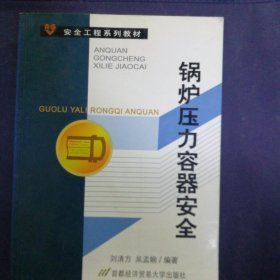 安全工程系列教材
ANQUAN
GONGCHENG
XILIE JIAOCAI
锅炉压力容器安全
GUOLU YALI RONGQI ANQUAN
刘清方 吴孟娴/编著
首都经济贸易大学出版社